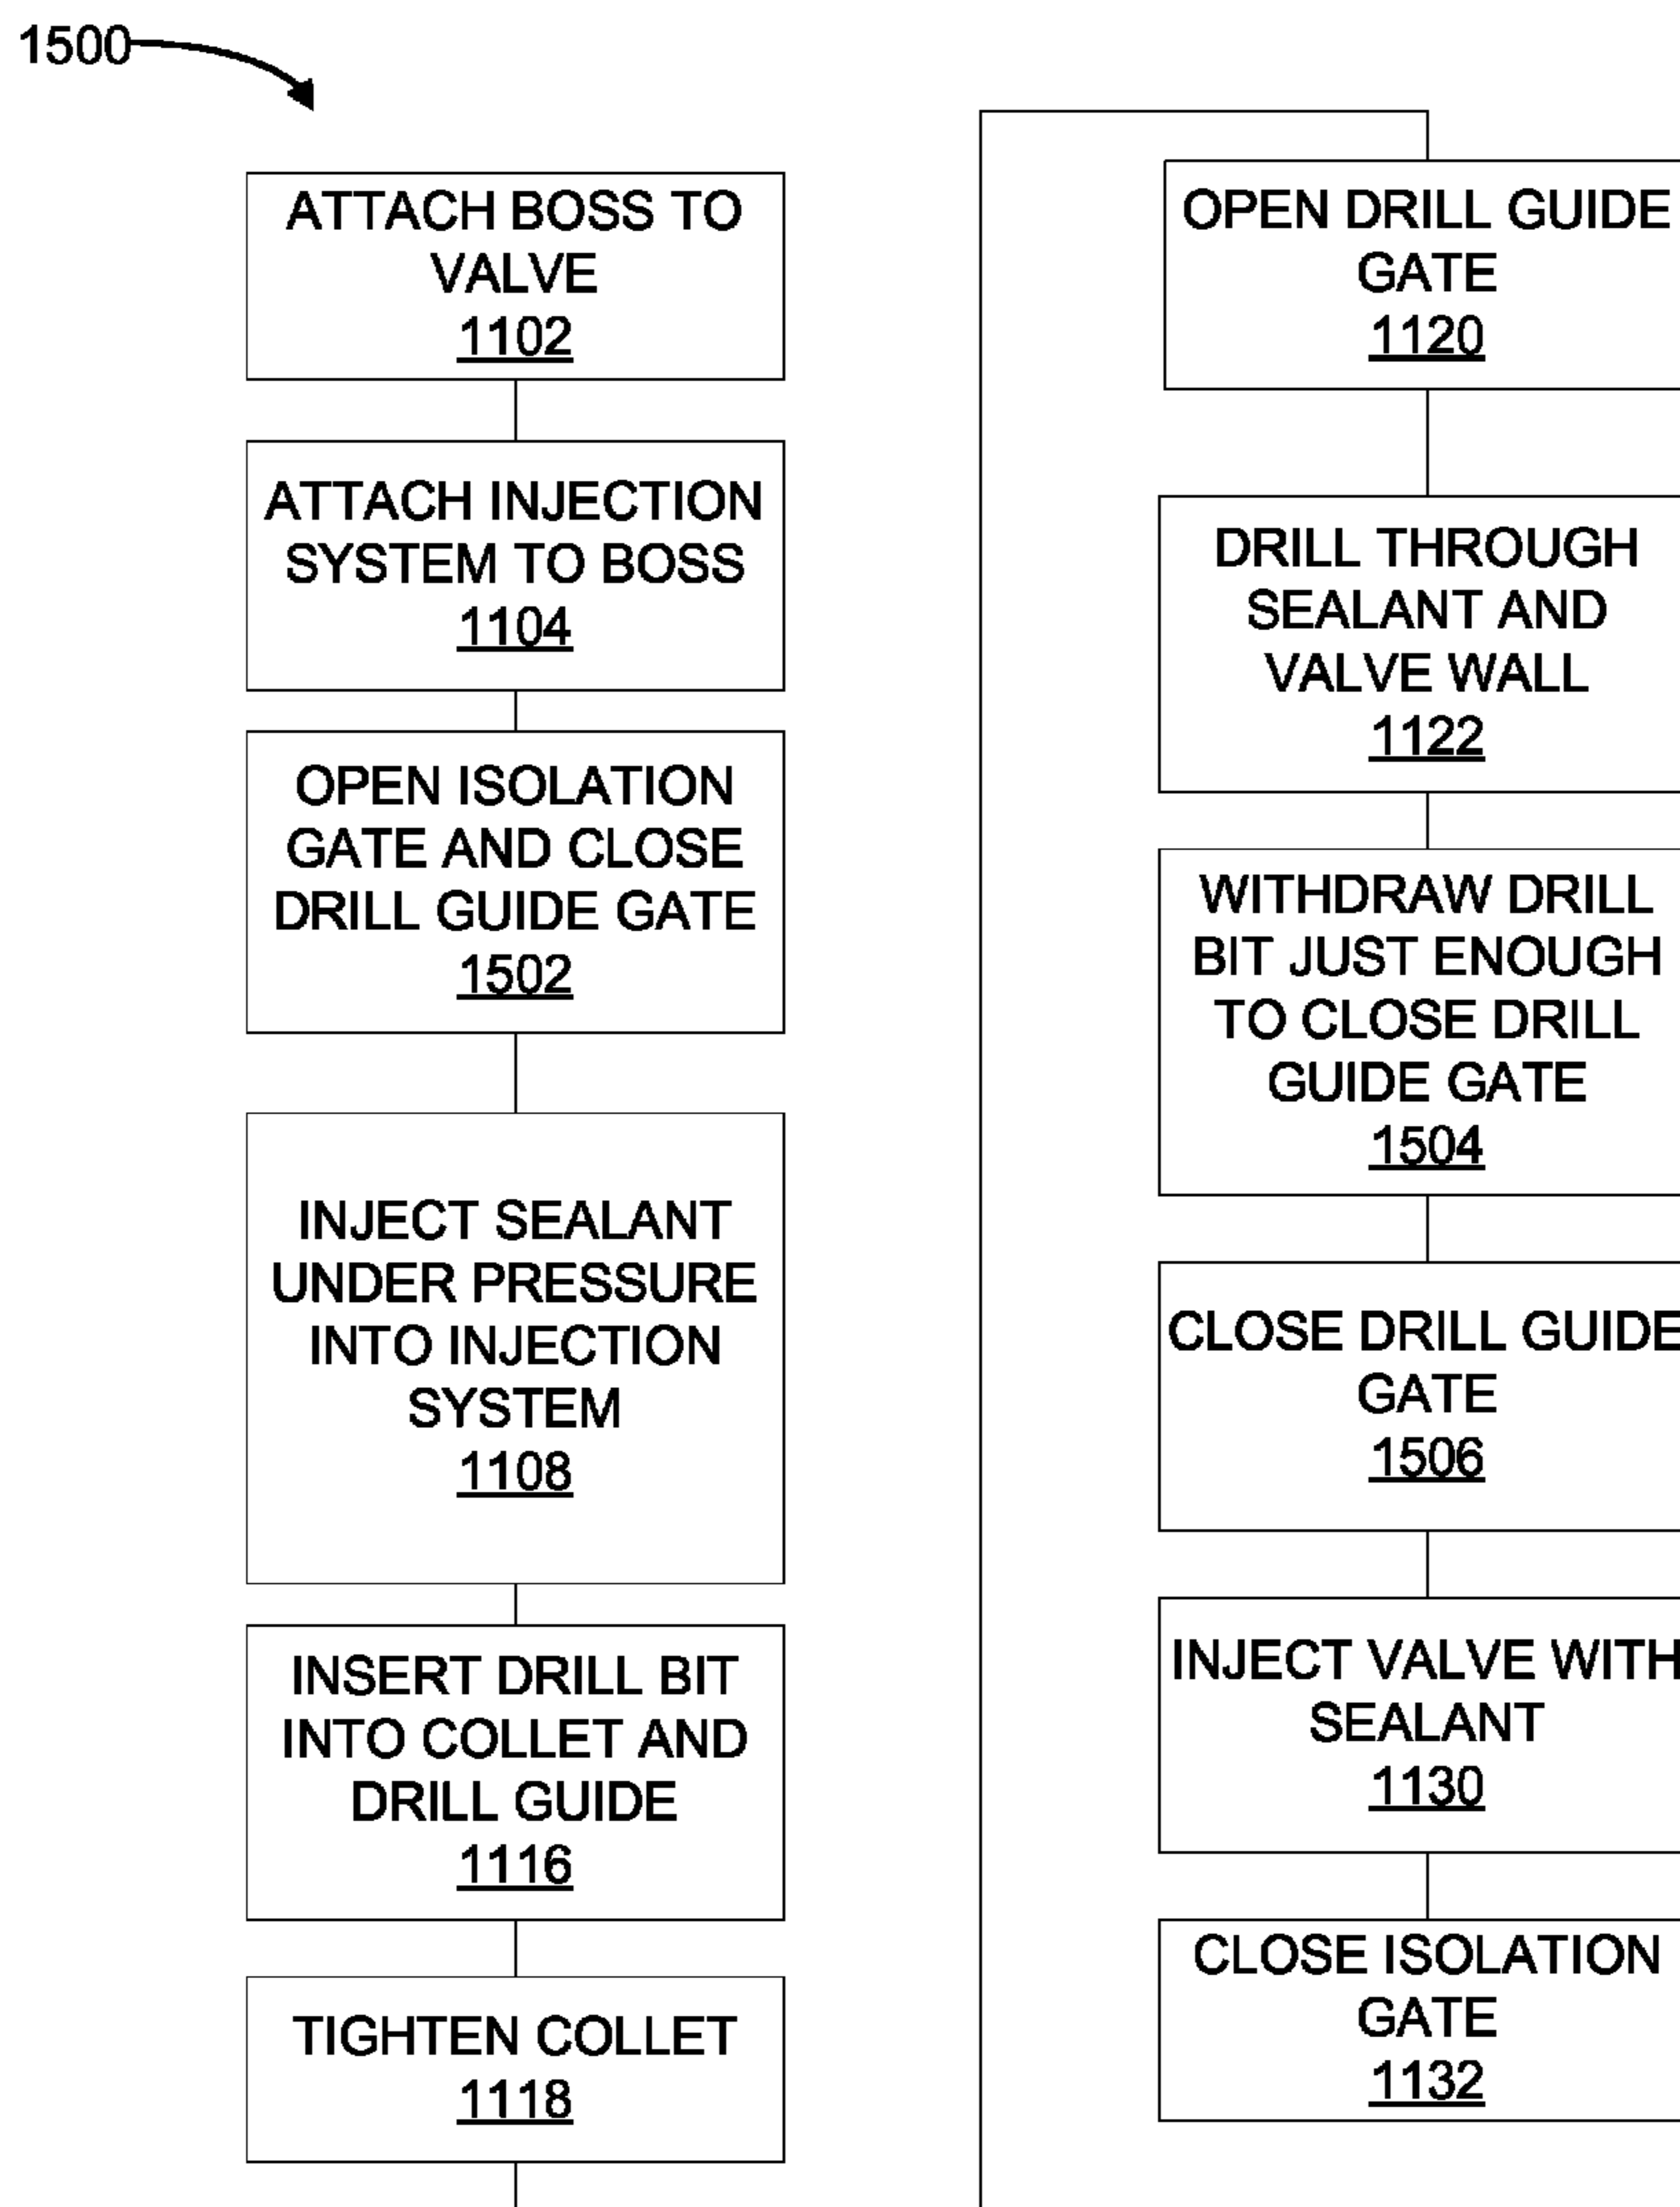 1500
ATTACH BOSS TO
VALVE
1102
ATTACH INJECTION
SYSTEM TO BOSS
1104
OPEN ISOLATION
GATE AND CLOSE
DRILL GUIDE GATE
1502
INJECT SEALANT
UNDER PRESSURE
INTO INJECTION
SYSTEM
1108
INSERT DRILL BIT
INTO COLLET AND
DRILL GUIDE
1116
TIGHTEN COLLET
1118
OPEN DRILL GUIDE
GATE
1120
DRILL THROUGH
SEALANT AND
VALVE WALL
1122
WITHDRAW DRILL
BIT JUST ENOUGH
TO CLOSE DRILL
GUIDE GATE
1504
CLOSE DRILL GUIDE
GATE
1506
INJECT VALVE WITH
SEALANT
1130
CLOSE ISOLATION
GATE
1132